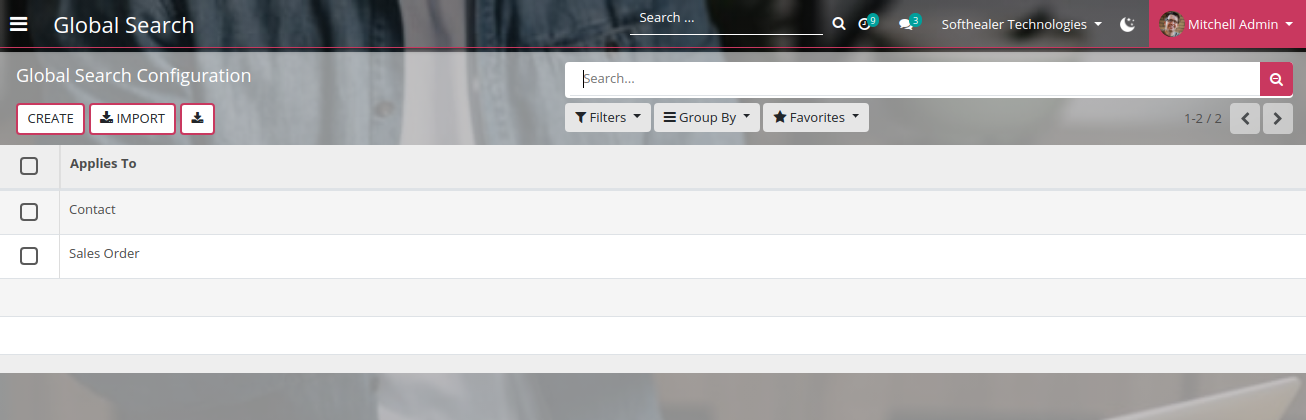 Global Search
Search ...
9
3
Softhealer Technologies
Mitchell Admin
Global Search Configuration
Search...
CREATE
IMPORT
Filters
Group By
Favorites
1-2 / 2
Applies To
Contact
Sales Order